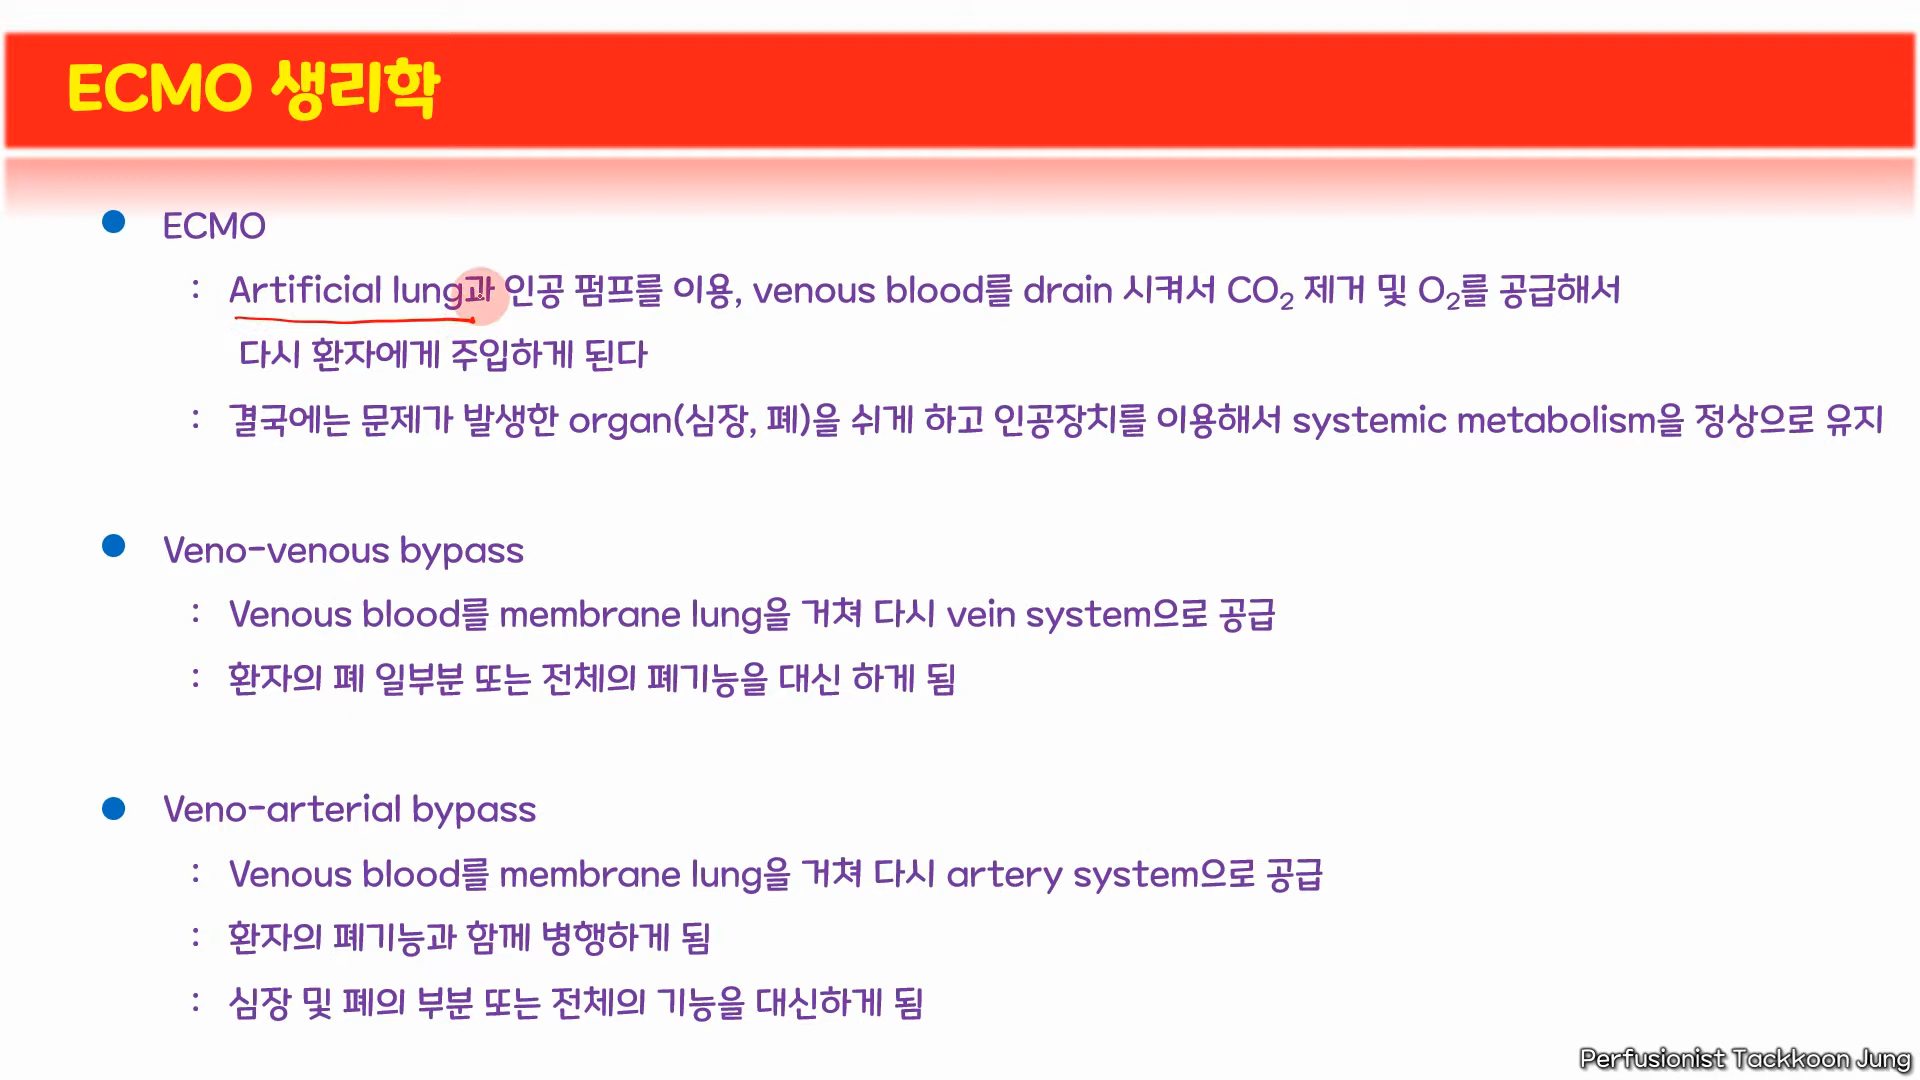 ECMO 생리학
● ECMO
: Artificial lung과 인공 펌프를 이용, venous blood를 drain 시켜서 CO₂ 제거 및 O₂를 공급해서
다시 환자에게 주입하게 된다
: 결국에는 문제가 발생한 organ(심장, 폐)을 쉬게 하고 인공장치를 이용해서 systemic metabolism을 정상으로 유지
● Veno-venous bypass
: Venous blood를 membrane lung을 거쳐 다시 vein system으로 공급
: 환자의 폐 일부분 또는 전체의 폐기능을 대신 하게 됨
● Veno-arterial bypass
: Venous blood를 membrane lung을 거쳐 다시 artery system으로 공급
: 환자의 폐기능과 함께 병행하게 됨
: 심장 및 폐의 부분 또는 전체의 기능을 대신하게 됨
Perfusionist Tackkoon Jung